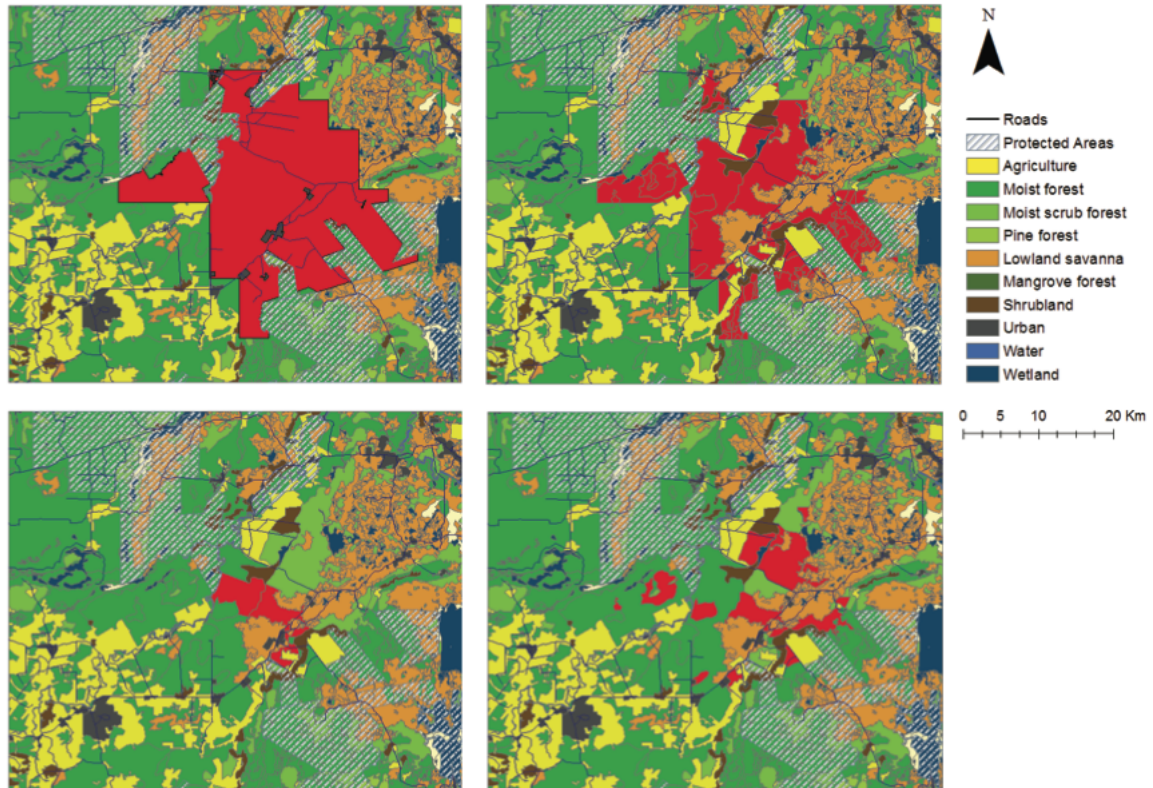 N
Roads
Protected Areas
Agriculture
Moist forest
Moist scrub forest
Pine forest
Lowland savanna
Mangrove forest
Shrubland
Urban
Water
Wetland
0 5 10 20 Km